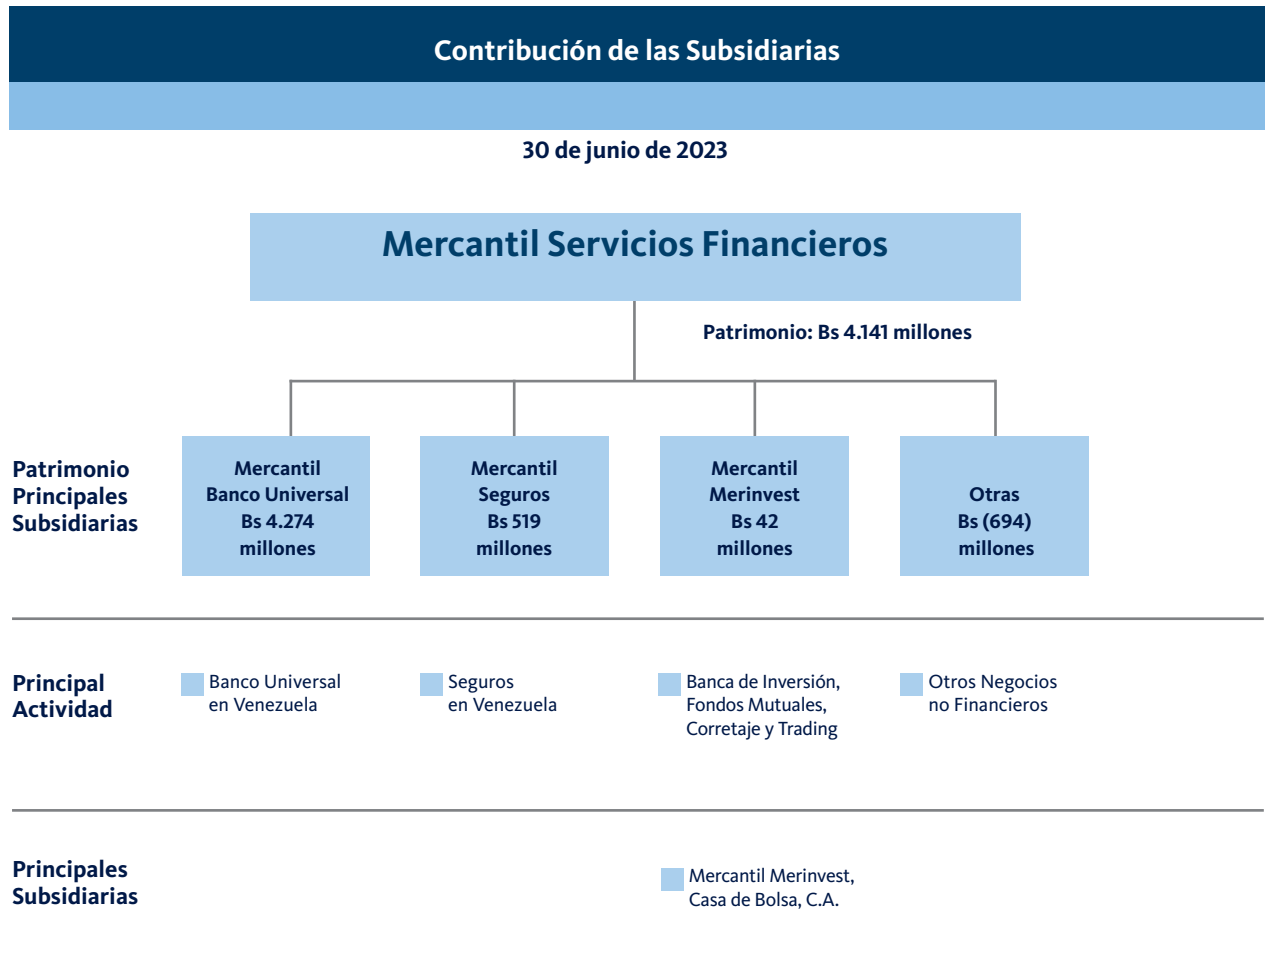 Contribución de las Subsidiarias
30 de junio de 2023
Mercantil Servicios Financieros
Patrimonio: Bs 4.141 millones
Patrimonio
Principales
Subsidiarias
Mercantil
Banco Universal
Bs 4.274
millones
Mercantil
Seguros
Bs 519
millones
Mercantil
Merinvest
Bs 42
millones
Otras
Bs (694)
millones
Principal
Actividad
Banco Universal
en Venezuela
Seguros
en Venezuela
Banca de Inversión,
Fondos Mutuales,
Corretaje y Trading
Otros Negocios
no Financieros
Principales
Subsidiarias
Mercantil Merinvest,
Casa de Bolsa, C.A.